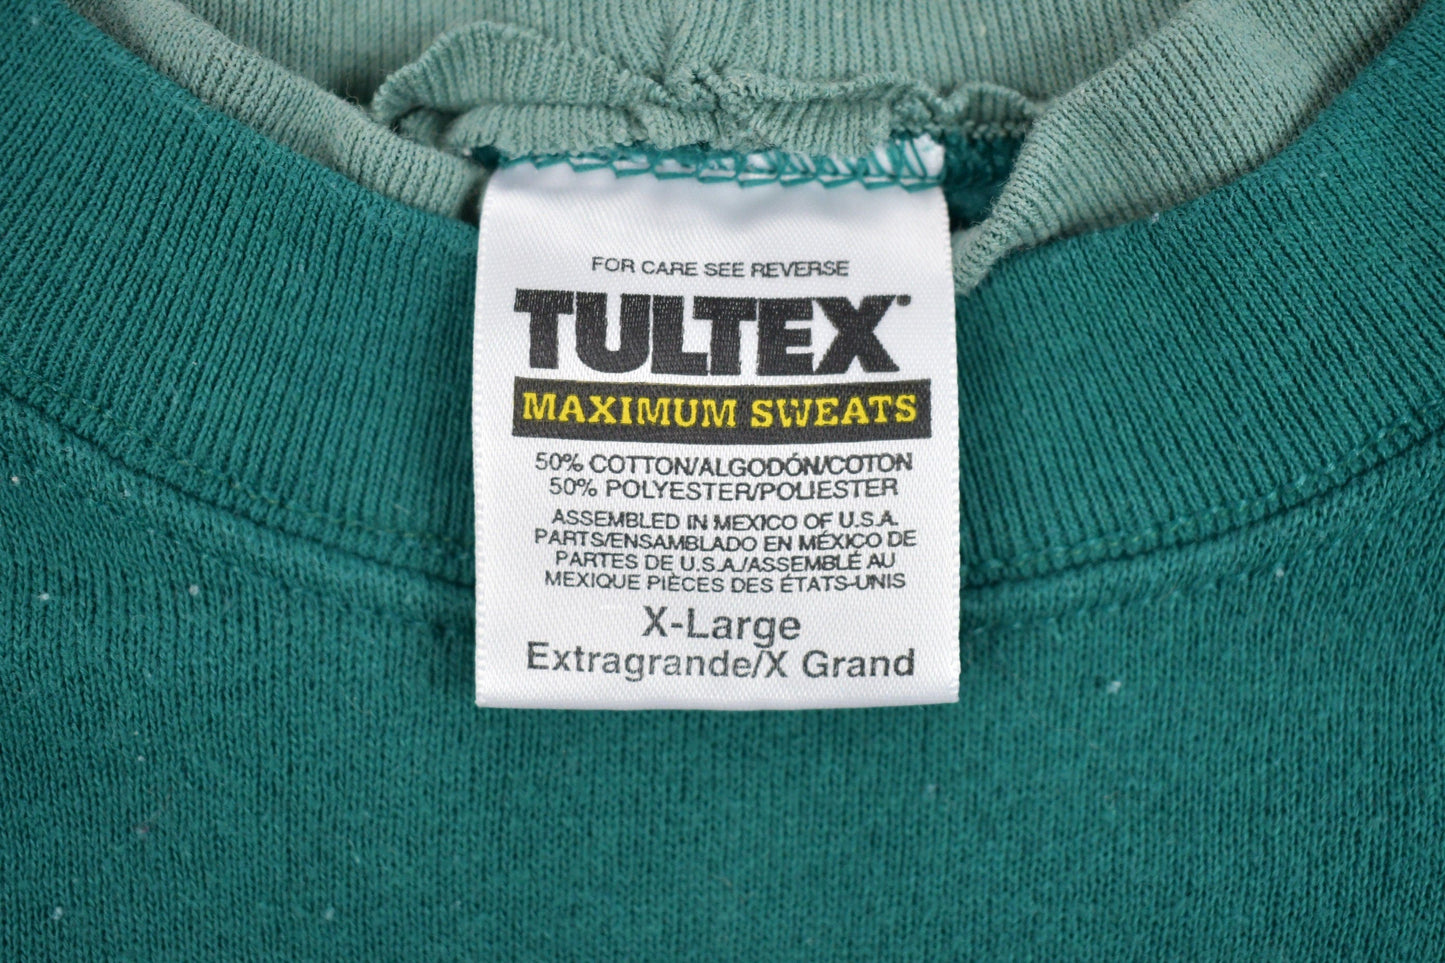 FOR CARE SEE REVERSE
TULTEX®
MAXIMUM SWEATS
50% COTTON/ALGODÓN/COTON
50% POLYESTER/POLIESTER
ASSEMBLED IN MEXICO OF U.S.A.
PARTS/ENSAMBLADO EN MÉXICO DE
PARTES DE U.S.A./ASSEMBLÉ AU
MEXIQUE PIÈCES DES ÉTATS-UNIS
X-Large
Extragrande/X Grand